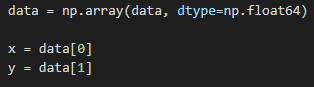 data = np.array(data, dtype=np.float64)
x = data[0]
y = data[1]